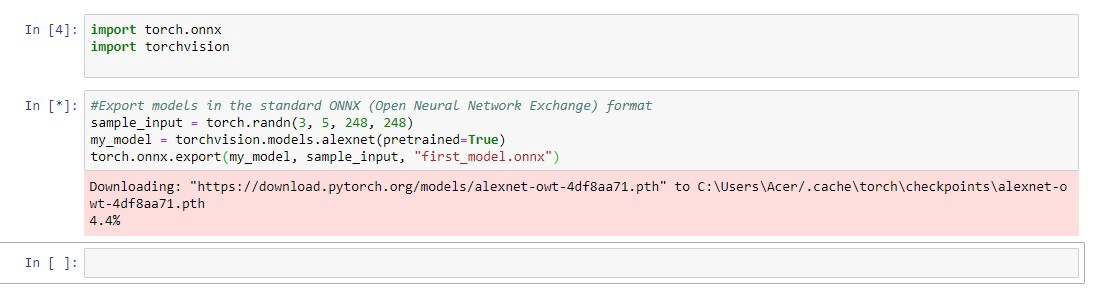 In [4]: import torch.onnx
import torchvision
In [*]: #Export models in the standard ONNX (Open Neural Network Exchange) format
sample_input = torch.randn(3, 5, 248, 248)
my_model = torchvision.models.alexnet(pretrained=True)
torch.onnx.export(my_model, sample_input, "first_model.onnx")
Downloading: "https://download.pytorch.org/models/alexnet-owt-4df8aa71.pth" to C:\Users\Acer/.cache\torch\checkpoints\alexnet-o
wt-4df8aa71.pth
4.4%
In [ ]: